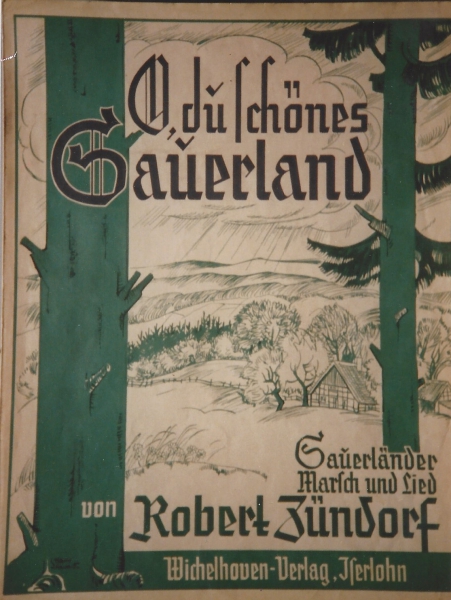 O, du schönes
Sauerland
Sauerländer
Marsch und Lied
von Robert Zündorf
Wichelhoven-Verlag, Iserlohn